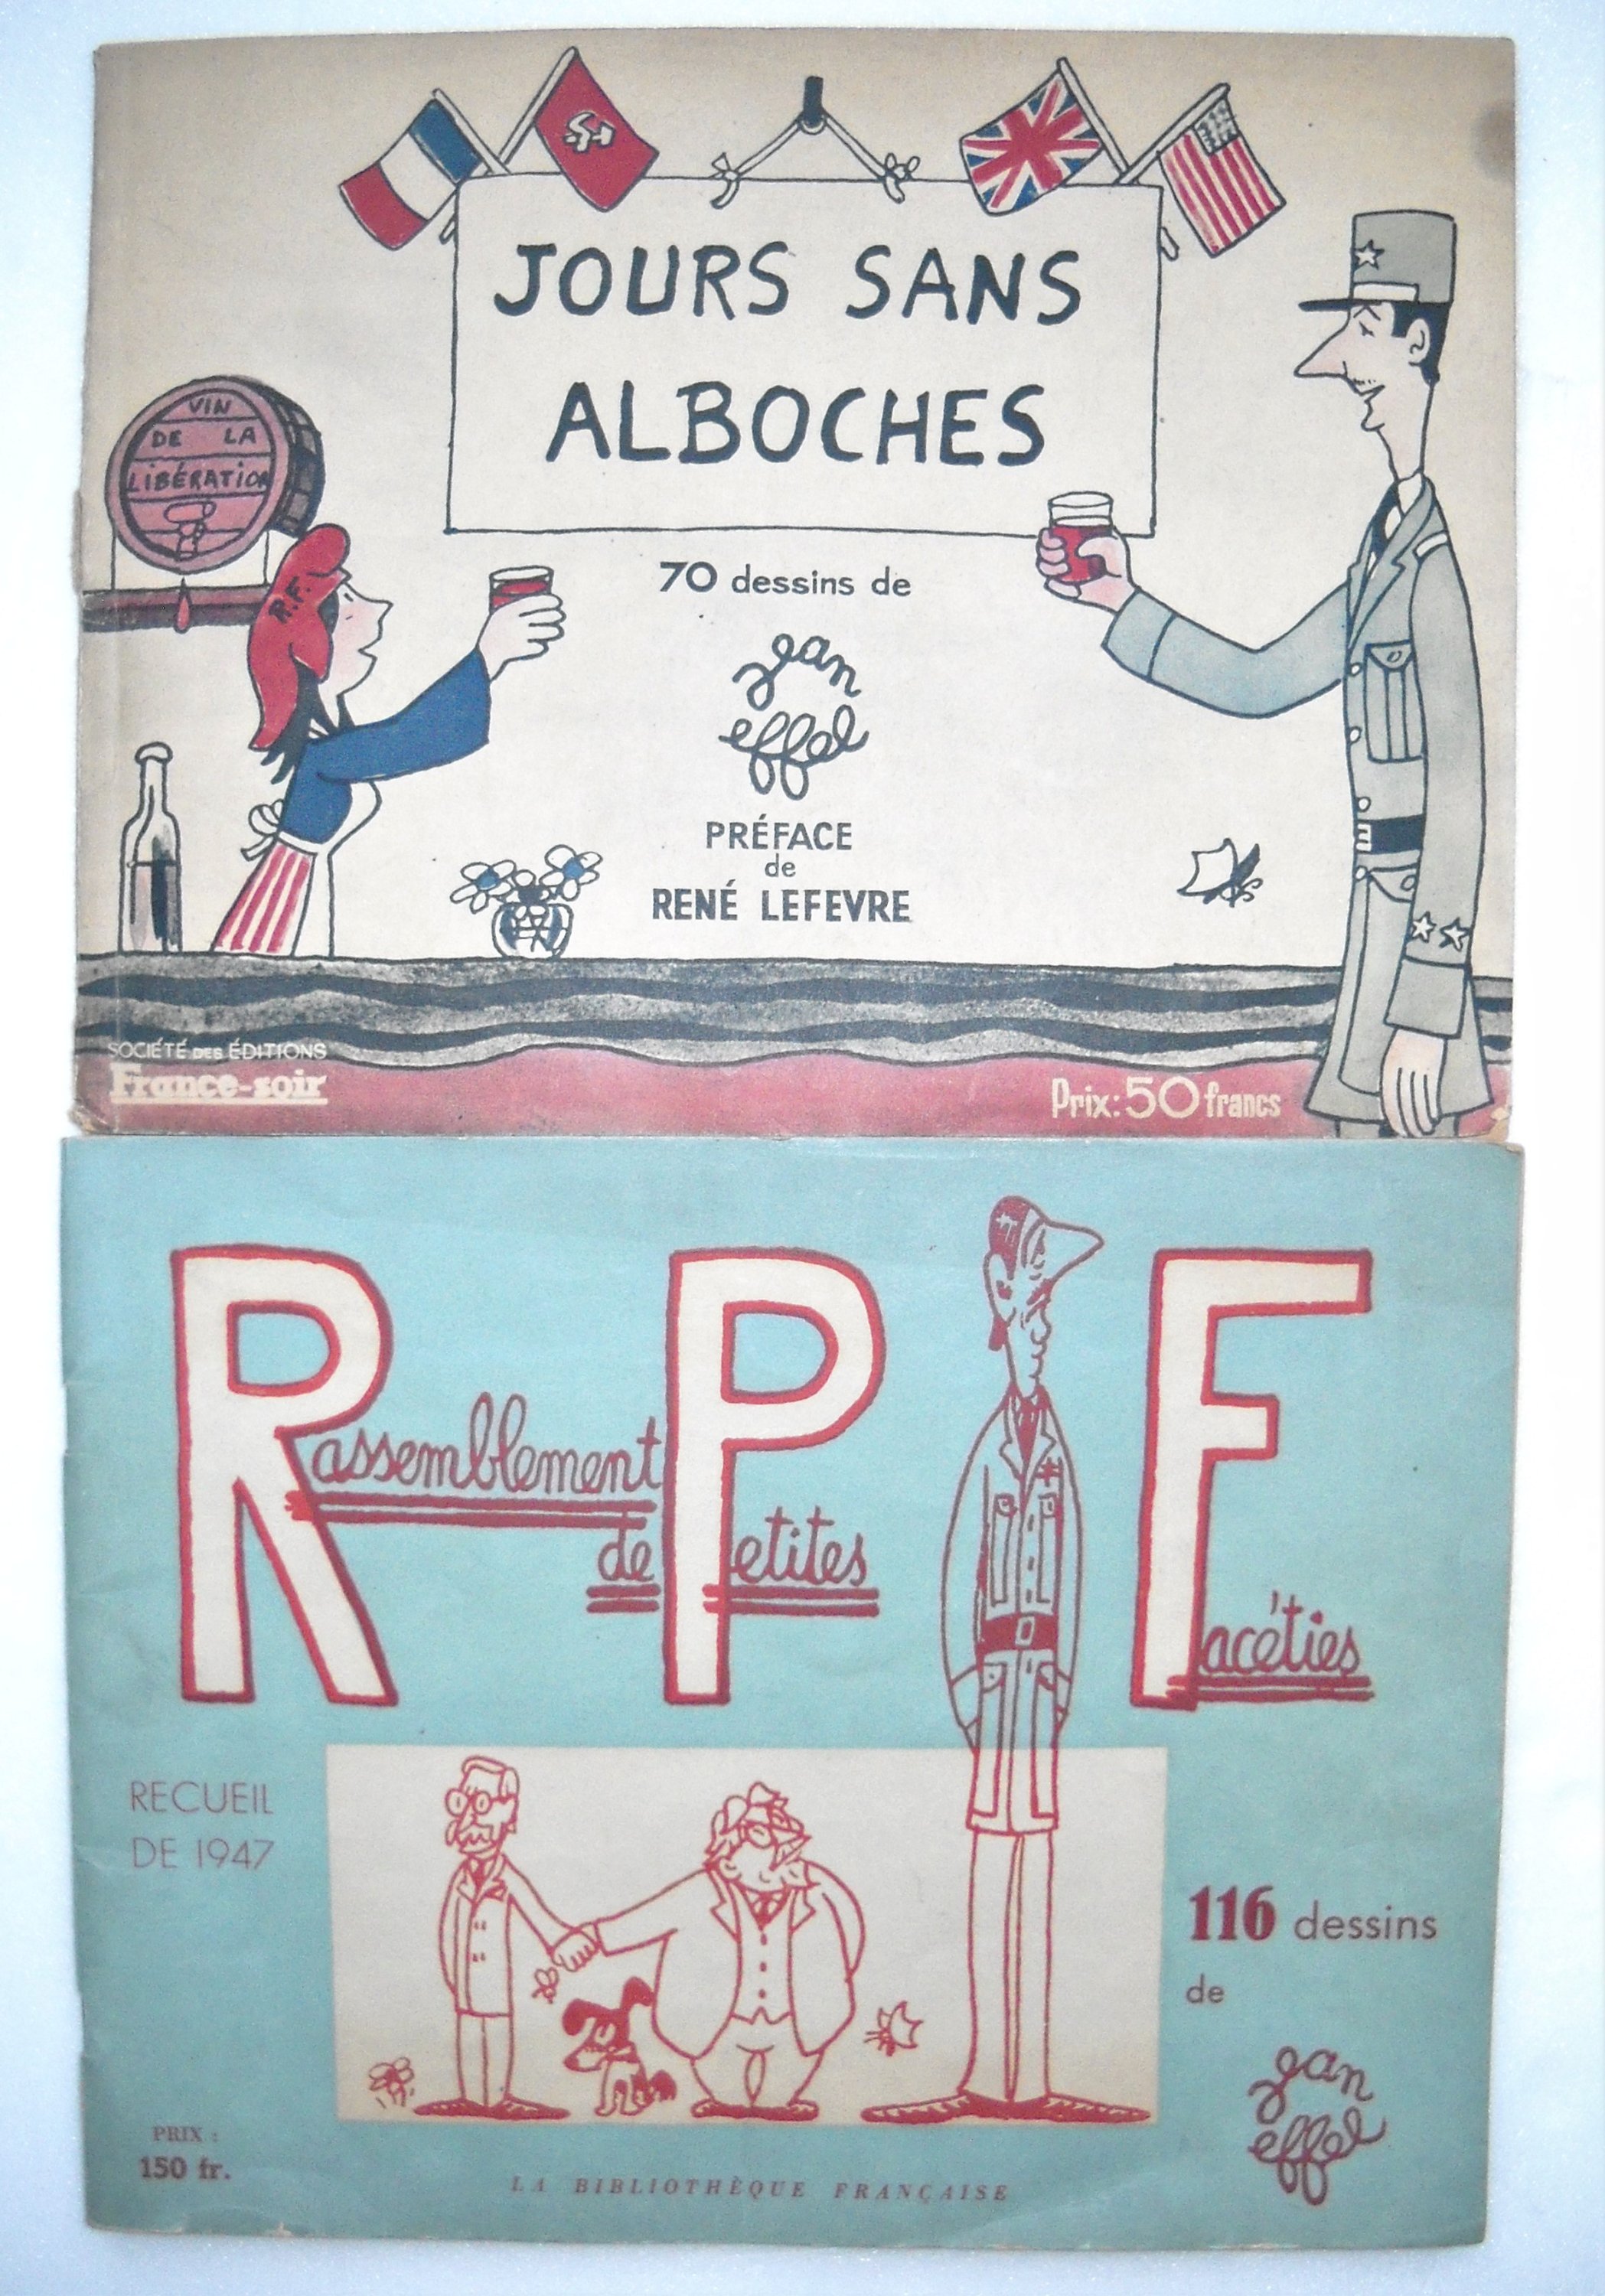 JOURS SANS
ALBOCHES
VIN
DE LA
LIBÉRATION
R.F.
70 dessins de
jean
effel
PRÉFACE
de
RENÉ LEFEVRE
SOCIÉTÉ DES ÉDITIONS
France-soir
Prix: 50 francs
Rassemblement
de Petites
Facéties
RECUEIL
DE 1947
116 dessins
de
jean
effel
PRIX :
150 fr.
LA BIBLIOTHÈQUE FRANÇAISE